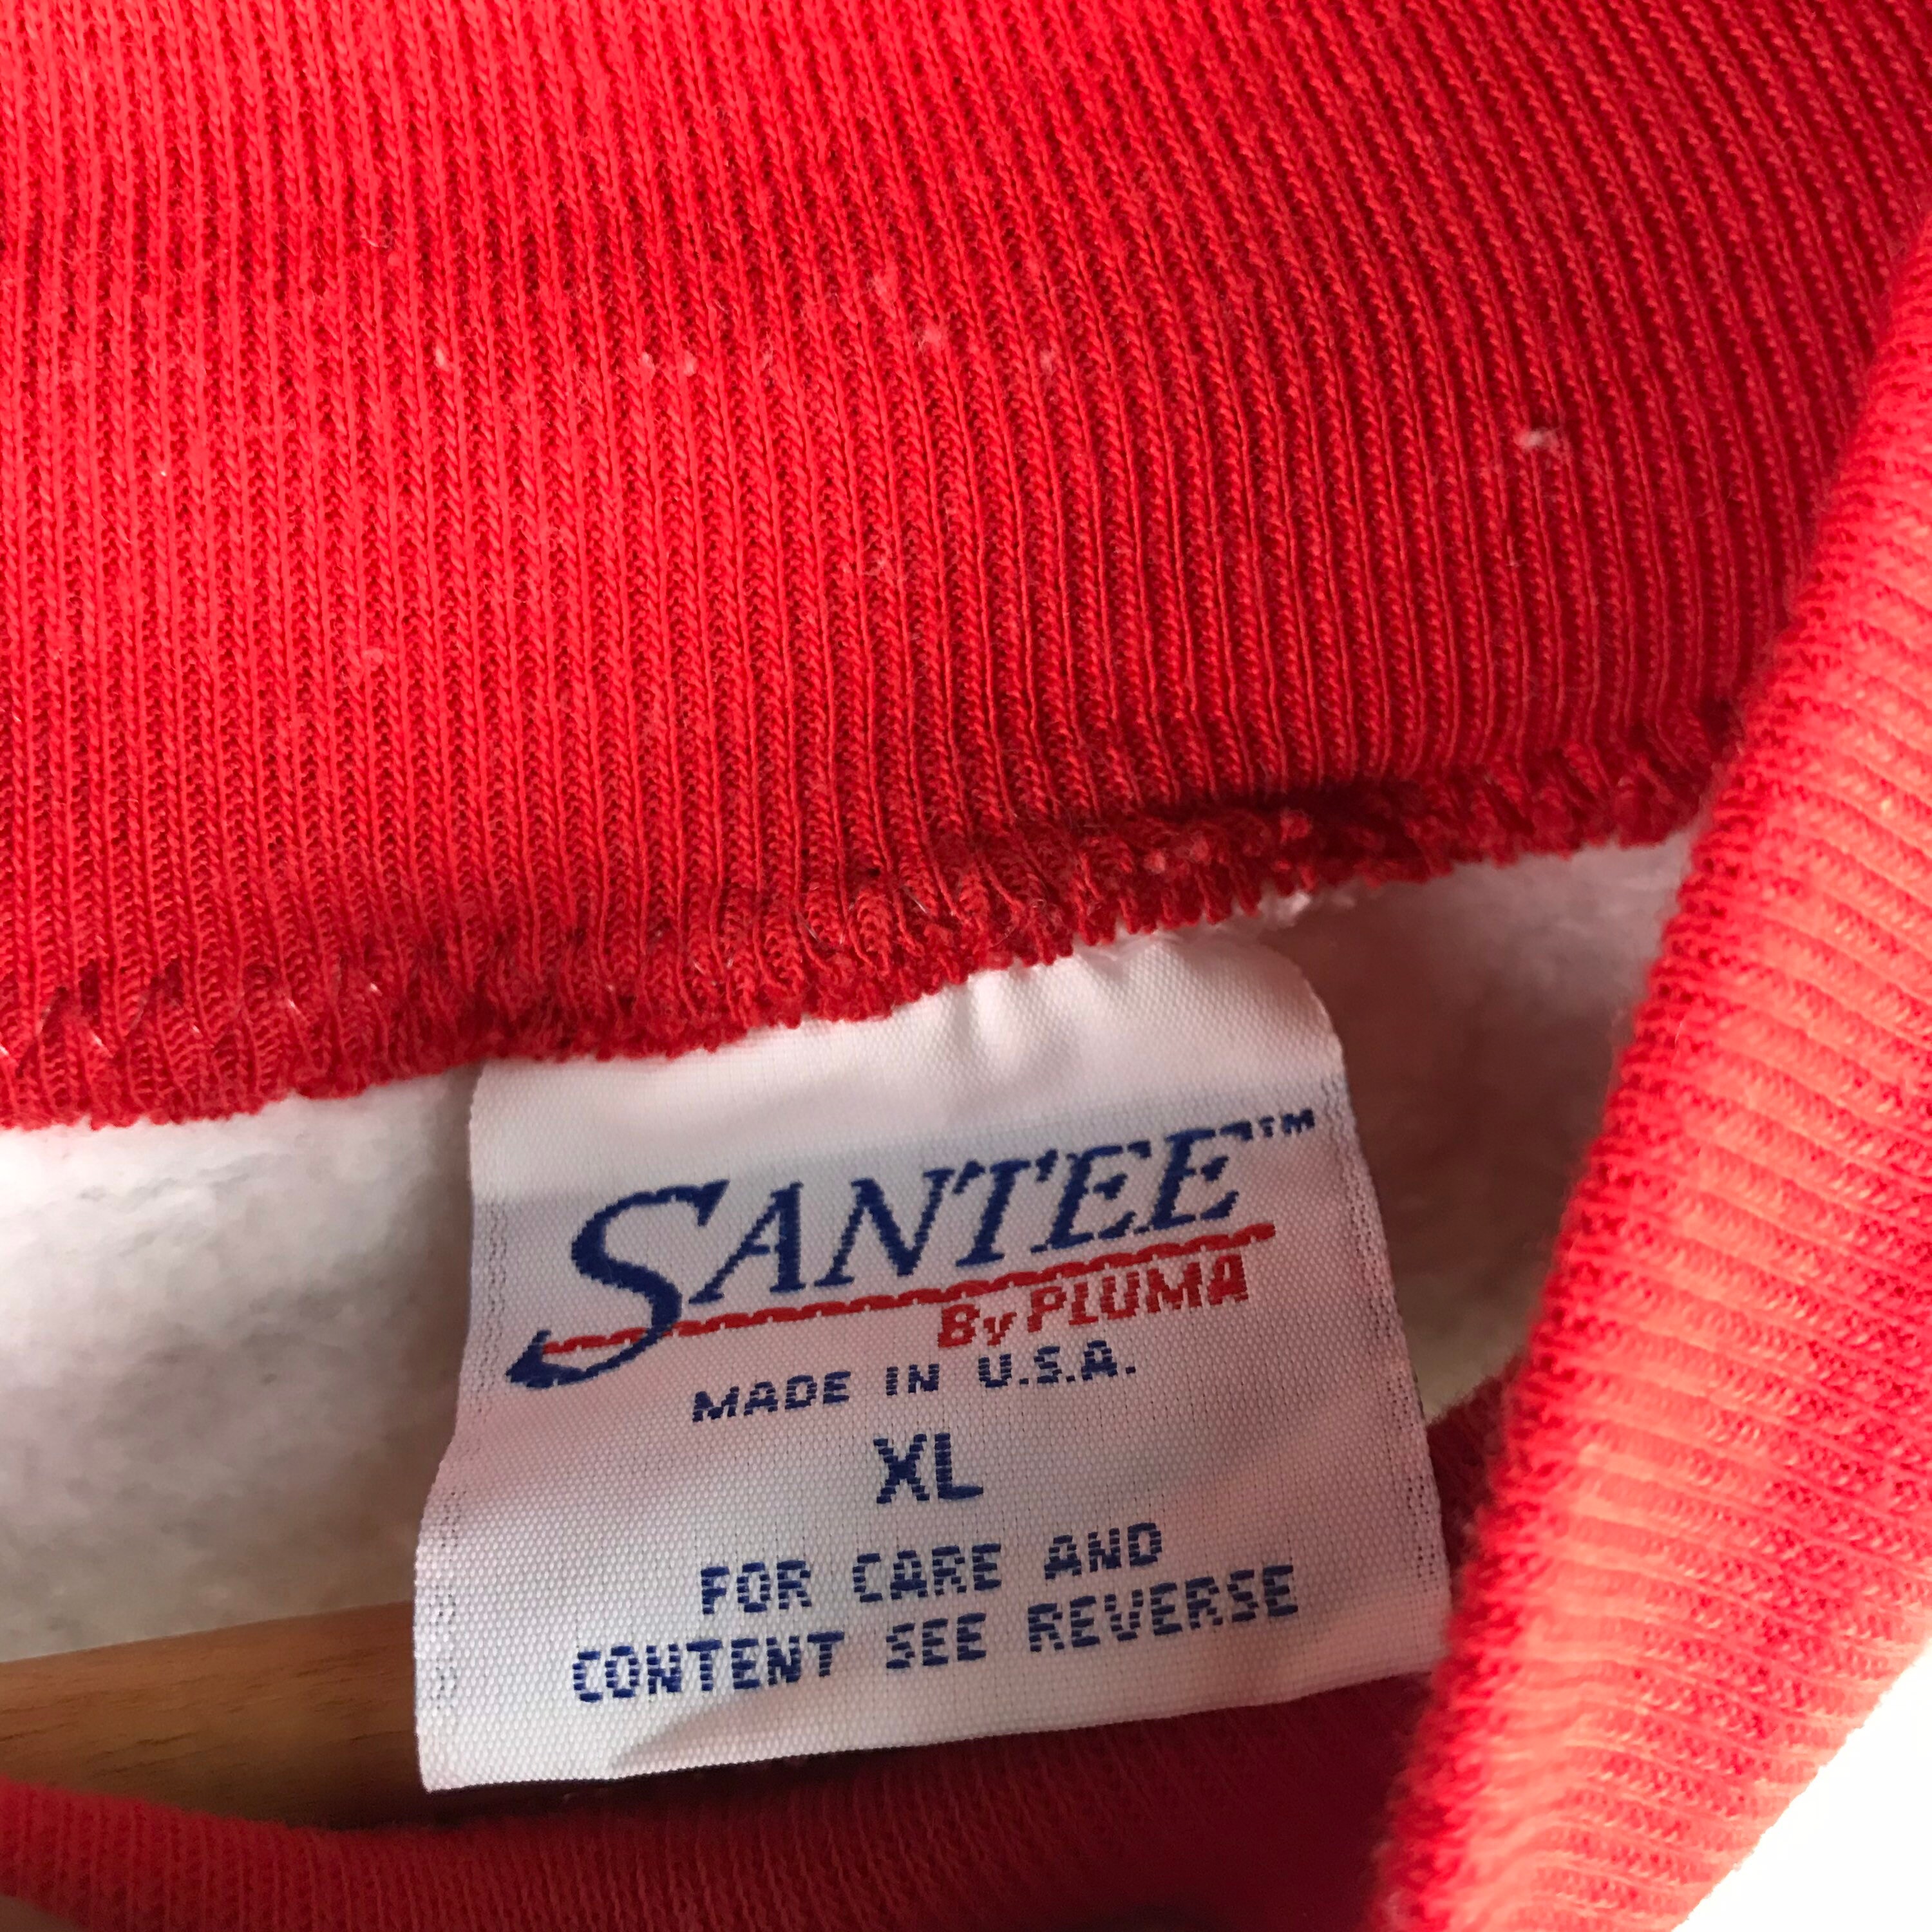 SANTEE™
By PLUMA
MADE IN U.S.A.
XL
FOR CARE AND
CONTENT SEE REVERSE